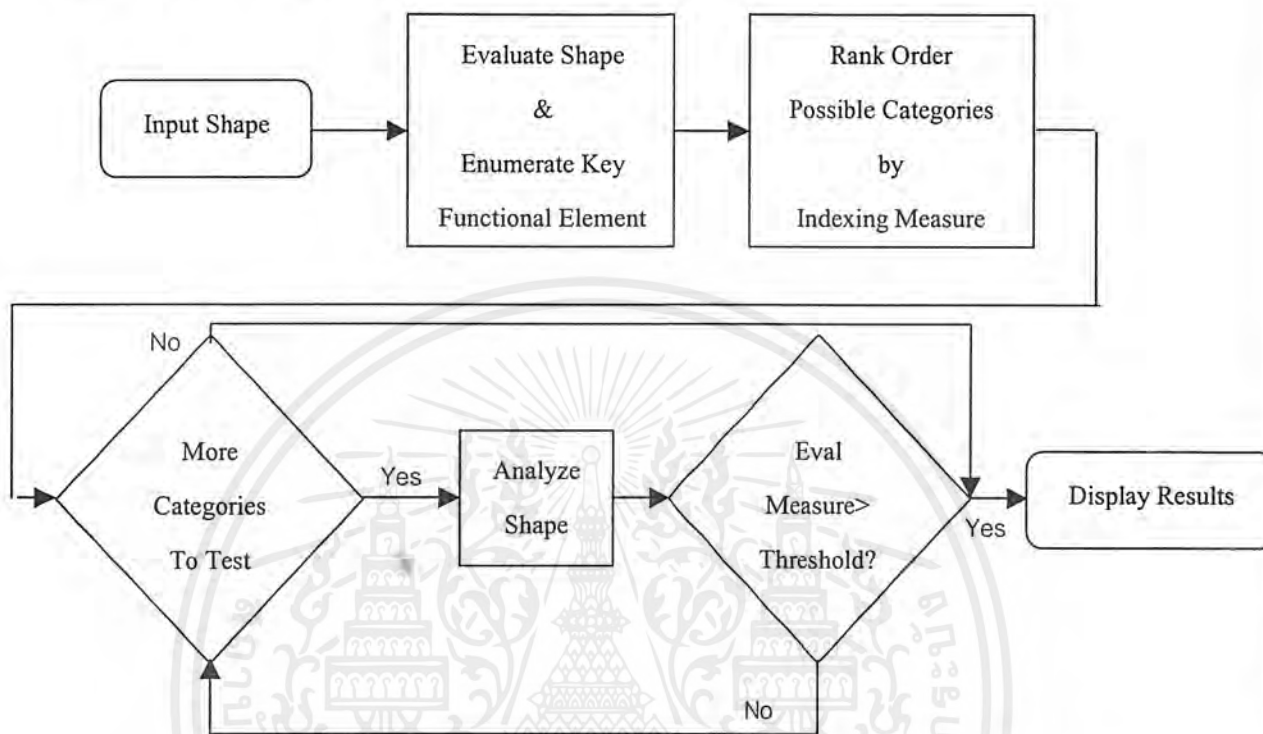 Input Shape
Evaluate Shape
&
Enumerate Key
Functional Element
Rank Order
Possible Categories
by
Indexing Measure
No
More
Categories
To Test
Yes
Analyze
Shape
Eval
Measure>
Threshold?
Yes
Display Results
No